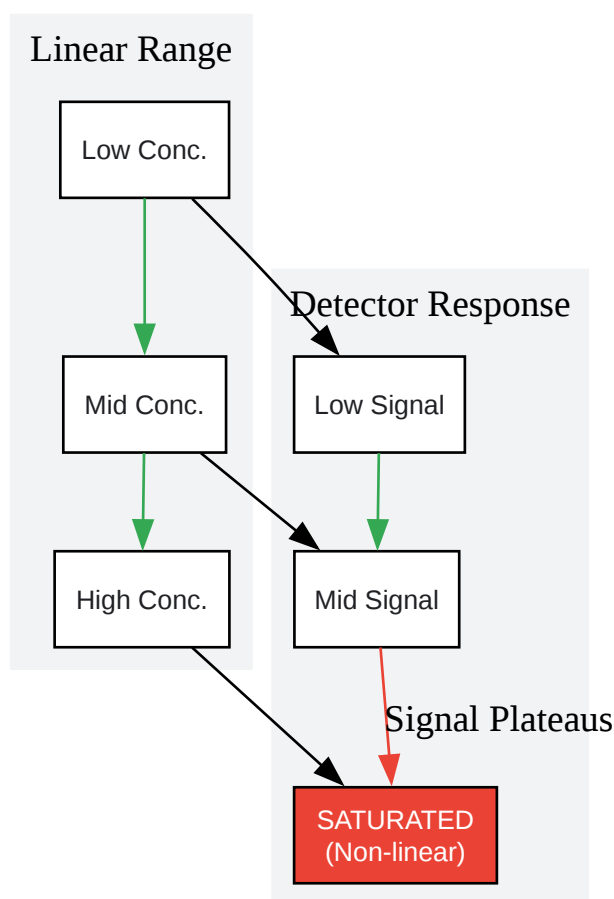 Linear Range
Low Conc.
Detector Response
Mid Conc.
Low Signal
High Conc.
Mid Signal
Signal Plateaus
SATURATED
(Non-linear)